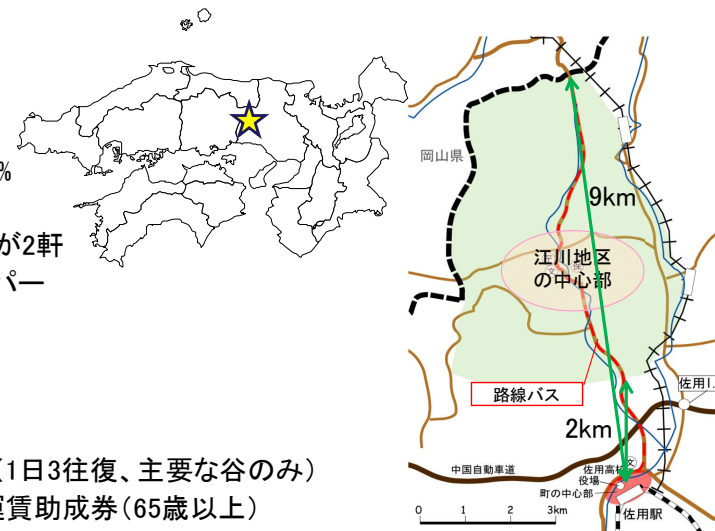 %
が2軒
パー
(1日3往復、主要な谷のみ)
運賃助成券(65歳以上)
岡山県
9km
江川地区
の中心部
路線バス
佐用I.
2km
中国自動車道
佐用高校
文
役場
町の中心部
佐用駅
0 1 2 3km